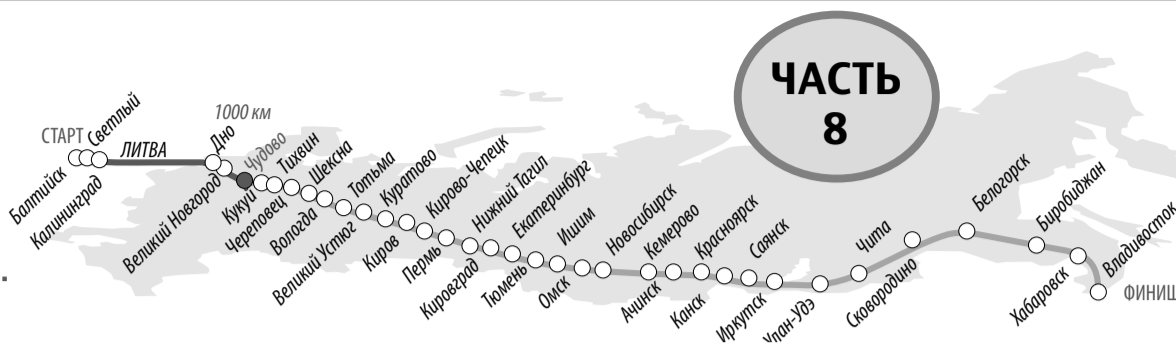 ЧАСТЬ
8
СТАРТ
Балтийск
Светлый
Калининград
ЛИТВА
1000 км
Дно
Великий Новгород
Чудово
Кукуй
Тихвин
Череповец
Шексна
Вологда
Тотьма
Великий Устюг
Куратово
Киров
Кирово-Чепецк
Пермь
Нижний Тагил
Кировград
Екатеринбург
Тюмень
Ишим
Омск
Новосибирск
Ачинск
Кемерово
Канск
Красноярск
Иркутск
Саянск
Улан-Удэ
Чита
Сковородино
Белогорск
Хабаровск
Биробиджан
Владивосток
ФИНИШ